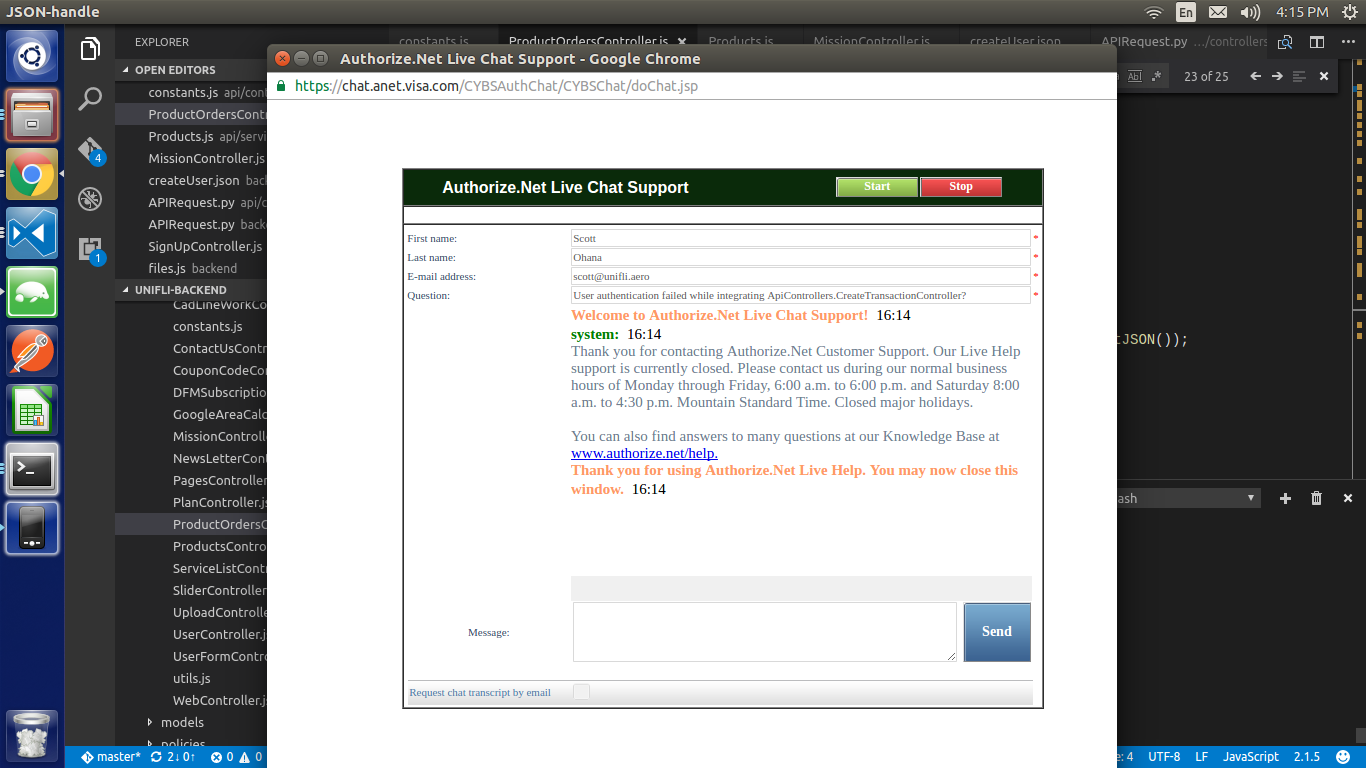 JSON-handle
En
4:15 PM
EXPLORER
OPEN EDITORS
constants.js api/con
ProductOrdersContr
Products.js api/servi
MissionController.js
createUser.json back
APIRequest.py api/c
APIRequest.py backe
SignUpController.js
files.js backend
UNIFLI-BACKEND
CadLineWorkCo
constants.js
ContactUsContr
CouponCodeCon
DFMSubscriptio
GoogleAreaCalc
MissionControlle
NewsLetterCont
PagesController
PlanController.js
ProductOrdersC
ProductsContro
ServiceListContr
SliderController
UploadControlle
UserController.js
UserFormContro
utils.js
WebController.js
models
policies
4
1
constants.js
ProductOrdersController.js
Products.js
MissionController.js
createUser.json
APIRequest.py …/controllers
Abl
23 of 25
JSON());
ash
Authorize.Net Live Chat Support - Google Chrome
https://chat.anet.visa.com/CYBSAuthChat/CYBSChat/doChat.jsp
Authorize.Net Live Chat Support
Start
Stop
First name:
Scott
*
Last name:
Ohana
*
E-mail address:
scott@unifli.aero
*
Question:
User authentication failed while integrating ApiControllers.CreateTransactionController?
*
Welcome to Authorize.Net Live Chat Support! 16:14
system: 16:14
Thank you for contacting Authorize.Net Customer Support. Our Live Help
support is currently closed. Please contact us during our normal business
hours of Monday through Friday, 6:00 a.m. to 6:00 p.m. and Saturday 8:00
a.m. to 4:30 p.m. Mountain Standard Time. Closed major holidays.
You can also find answers to many questions at our Knowledge Base at
www.authorize.net/help.
Thank you for using Authorize.Net Live Help. You may now close this
window. 16:14
Message:
Send
Request chat transcript by email
master*
2↓ 0↑
0
0
e: 4
UTF-8
LF
JavaScript
2.1.5